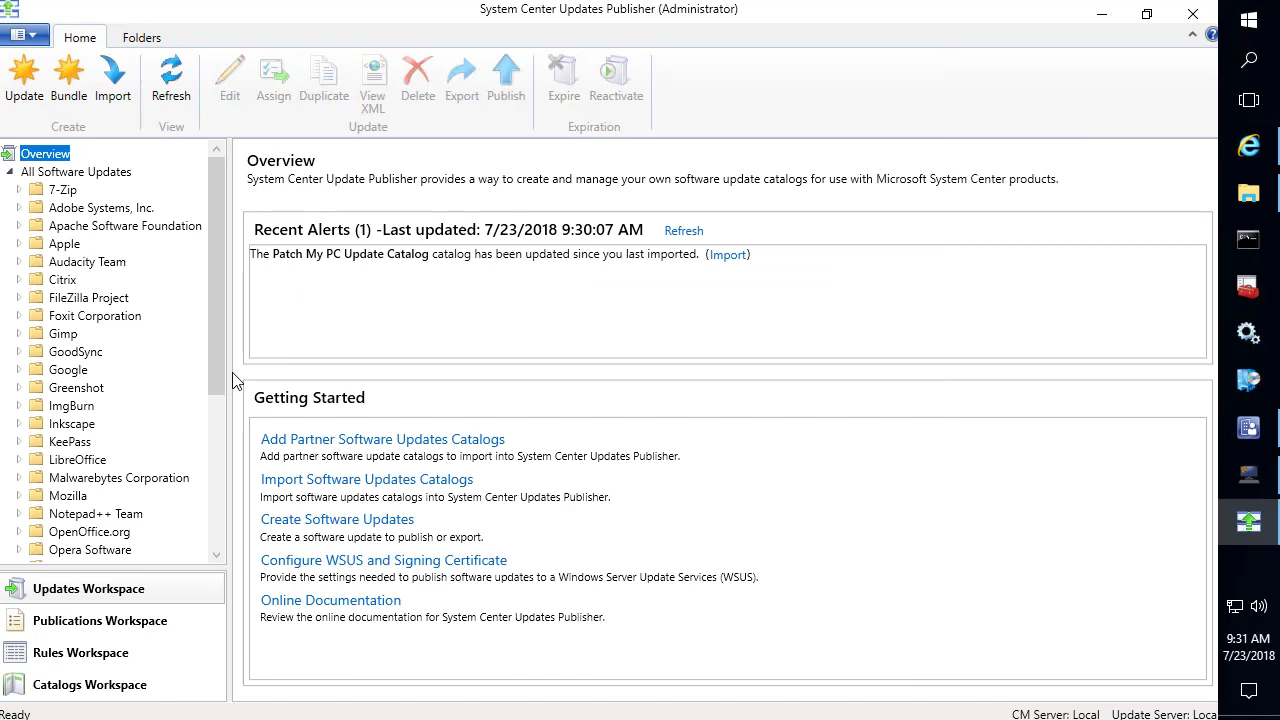 System Center Updates Publisher (Administrator)
Home Folders
Update Bundle Import Refresh Edit Assign Duplicate View XML Delete Export Publish Expire Reactivate
Create View Update Expiration
Overview
All Software Updates
7-Zip
Adobe Systems, Inc.
Apache Software Foundation
Apple
Audacity Team
Citrix
FileZilla Project
Foxit Corporation
Gimp
GoodSync
Google
Greenshot
ImgBurn
Inkscape
KeePass
LibreOffice
Malwarebytes Corporation
Mozilla
Notepad++ Team
OpenOffice.org
Opera Software
Updates Workspace
Publications Workspace
Rules Workspace
Catalogs Workspace
Overview
System Center Update Publisher provides a way to create and manage your own software update catalogs for use with Microsoft System Center products.
Recent Alerts (1) -Last updated: 7/23/2018 9:30:07 AM Refresh
The Patch My PC Update Catalog catalog has been updated since you last imported. (Import)
Getting Started
Add Partner Software Updates Catalogs
Add partner software update catalogs to import into System Center Updates Publisher.
Import Software Updates Catalogs
Import software updates catalogs into System Center Updates Publisher.
Create Software Updates
Create a software update to publish or export.
Configure WSUS and Signing Certificate
Provide the settings needed to publish software updates to a Windows Server Update Services (WSUS).
Online Documentation
Review the online documentation for System Center Updates Publisher.
9:31 AM
7/23/2018
Ready CM Server: Local Update Server: Loca